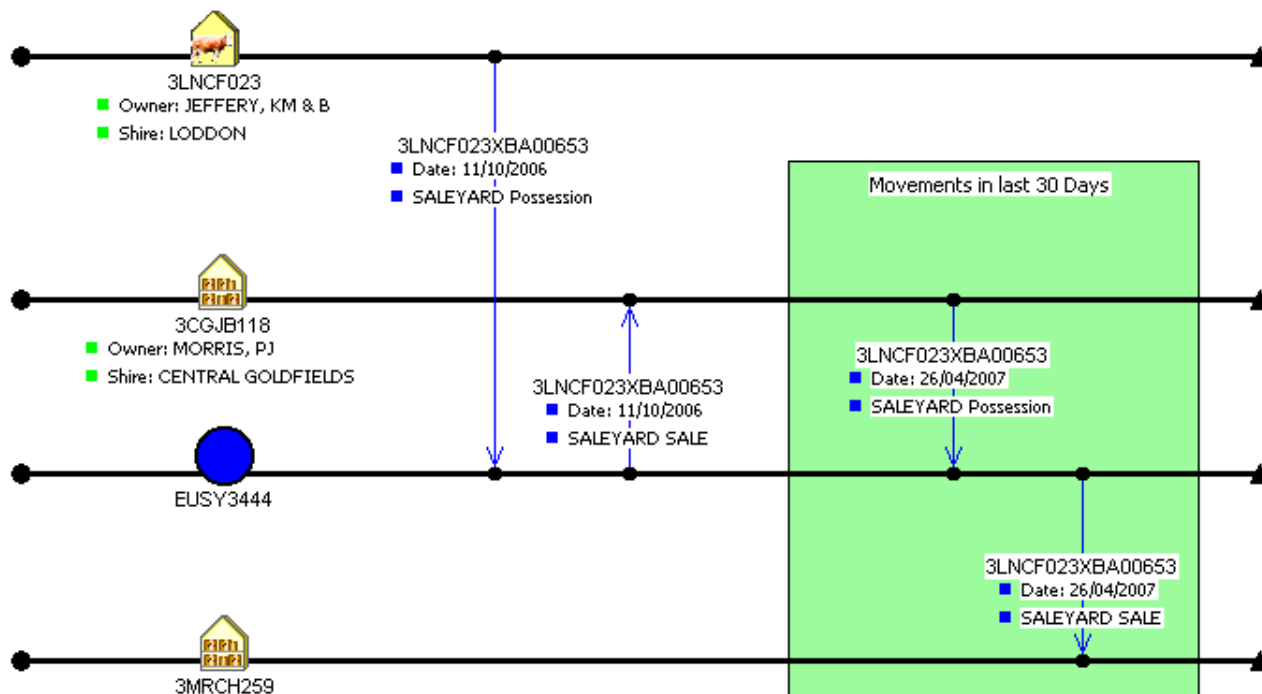 3LNCF023
Owner: JEFFERY, KM & B
Shire: LODDON
3LNCF023XBA00653
Date: 11/10/2006
SALEYARD Possession
Movements in last 30 Days
3CGJB118
Owner: MORRIS, PJ
Shire: CENTRAL GOLDFIELDS
3LNCF023XBA00653
Date: 11/10/2006
SALEYARD SALE
3LNCF023XBA00653
Date: 26/04/2007
SALEYARD Possession
EUSY3444
3LNCF023XBA00653
Date: 26/04/2007
SALEYARD SALE
3MRCH259